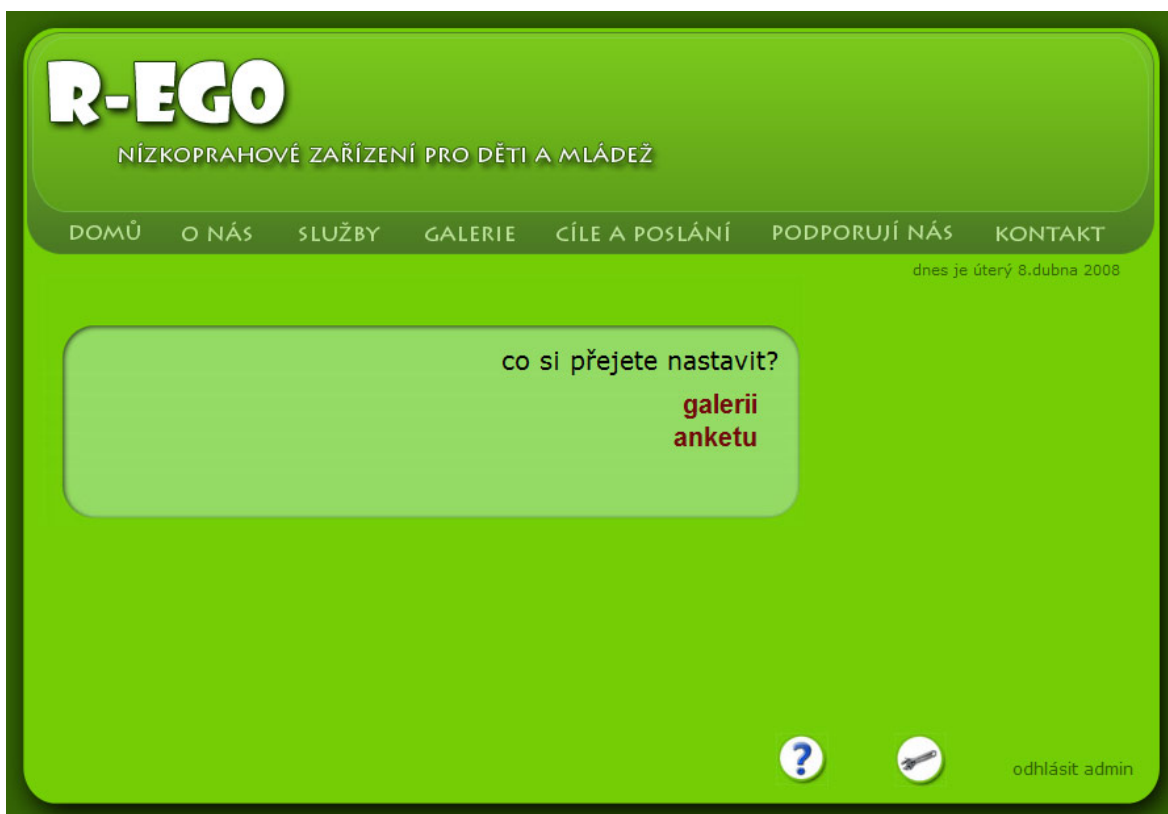 R-EGO
NÍZKOPRAHOVÉ ZAŘÍZENÍ PRO DĚTI A MLÁDEŽ
DOMŮ O NÁS SLUŽBY GALERIE CÍLE A POSLÁNÍ PODPORUJÍ NÁS KONTAKT
dnes je úterý 8.dubna 2008
co si přejete nastavit?
galerii
anketu
?
odhlásit admin